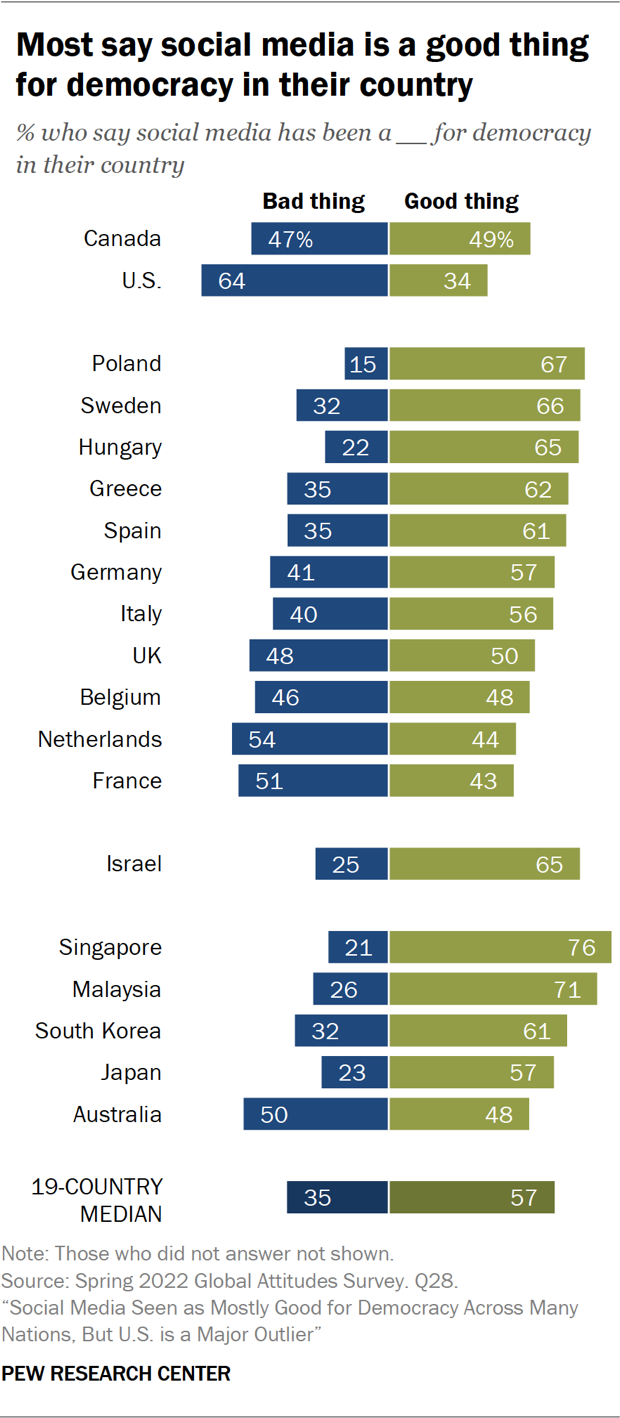 Most say social media is a good thing
for democracy in their country
% who say social media has been a __ for democracy
in their country
Bad thing Good thing
Canada 47% 49%
U.S. 64 34
Poland 15 67
Sweden 32 66
Hungary 22 65
Greece 35 62
Spain 35 61
Germany 41 57
Italy 40 56
UK 48 50
Belgium 46 48
Netherlands 54 44
France 51 43
Israel 25 65
Singapore 21 76
Malaysia 26 71
South Korea 32 61
Japan 23 57
Australia 50 48
19-COUNTRY
MEDIAN 35 57
Note: Those who did not answer not shown.
Source: Spring 2022 Global Attitudes Survey. Q28.
“Social Media Seen as Mostly Good for Democracy Across Many
Nations, But U.S. is a Major Outlier”
PEW RESEARCH CENTER